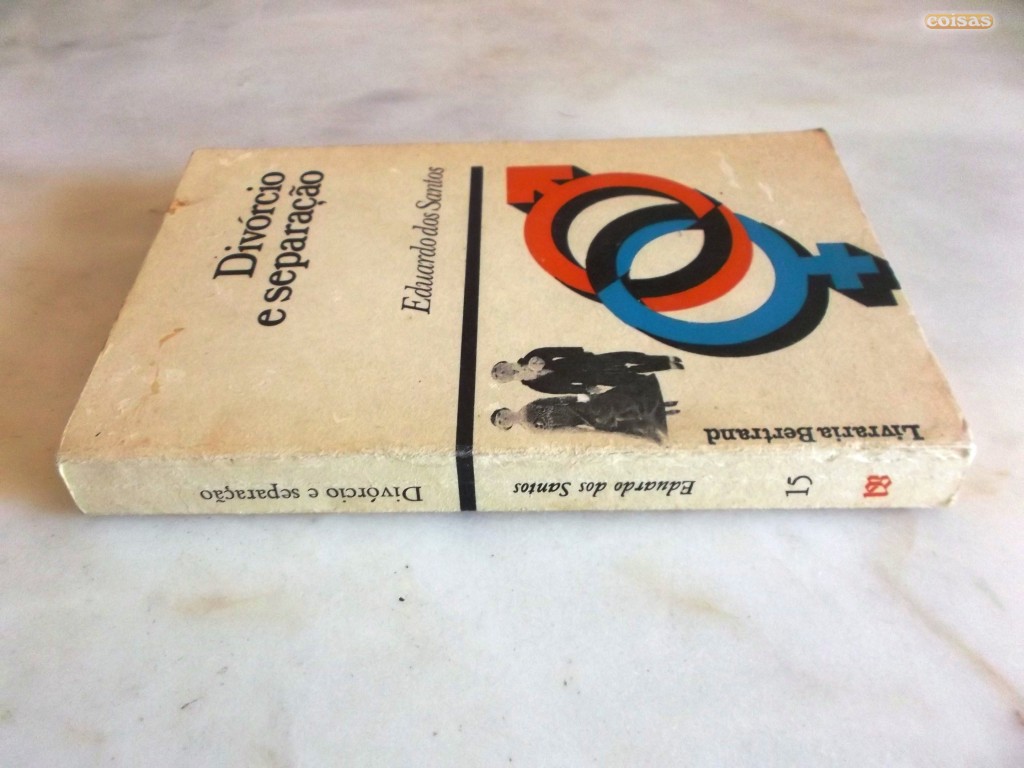 coisas
Divórcio
e separação
Eduardo dos Santos
Livraria Bertrand
Divórcio e separação
Eduardo dos Santos
15